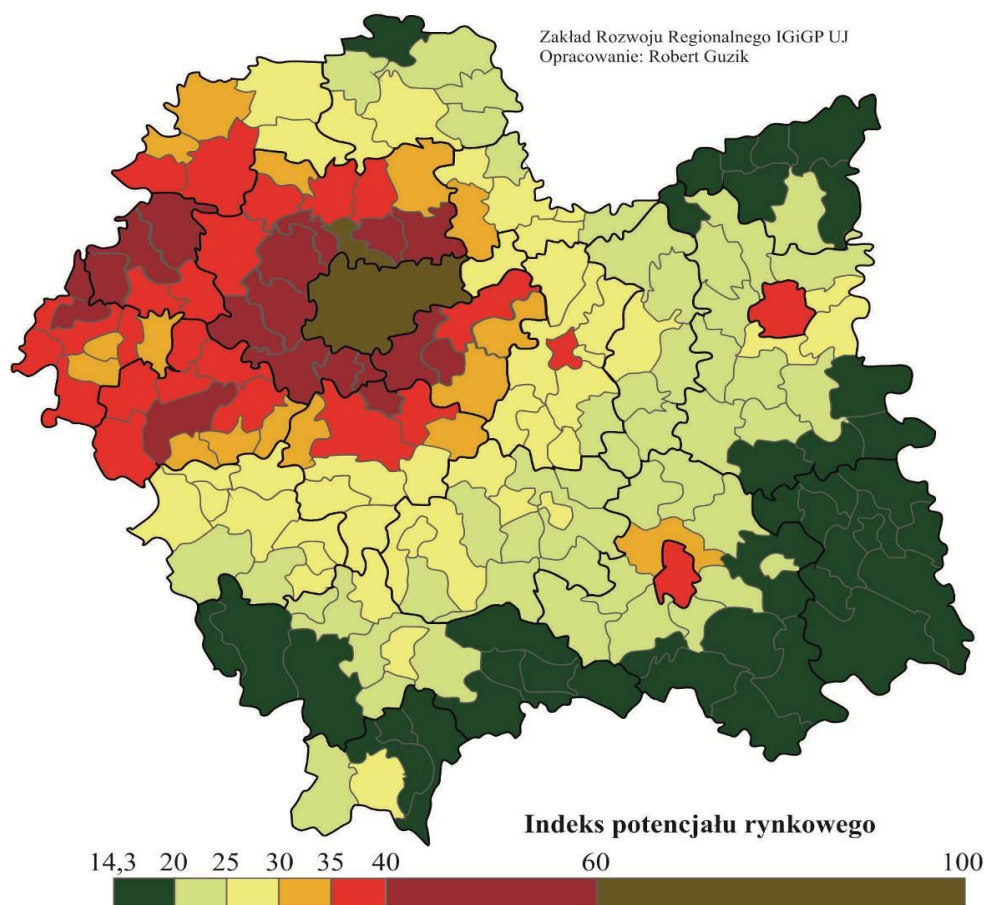 Zakład Rozwoju Regionalnego IGiGP UJ
Opracowanie: Robert Guzik
Indeks potencjału rynkowego
14,3 20 25 30 35 40 60 100